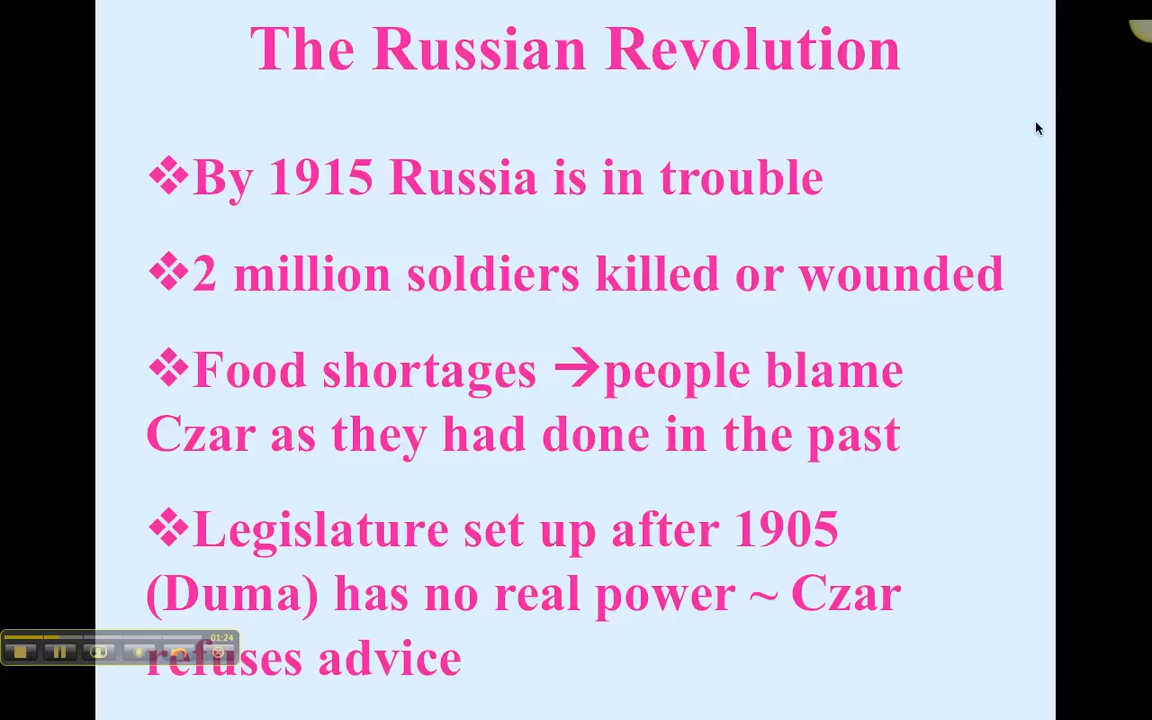 The Russian Revolution
❖By 1915 Russia is in trouble
❖2 million soldiers killed or wounded
❖Food shortages →people blame
Czar as they had done in the past
❖Legislature set up after 1905
(Duma) has no real power ~ Czar
refuses advice
01:24